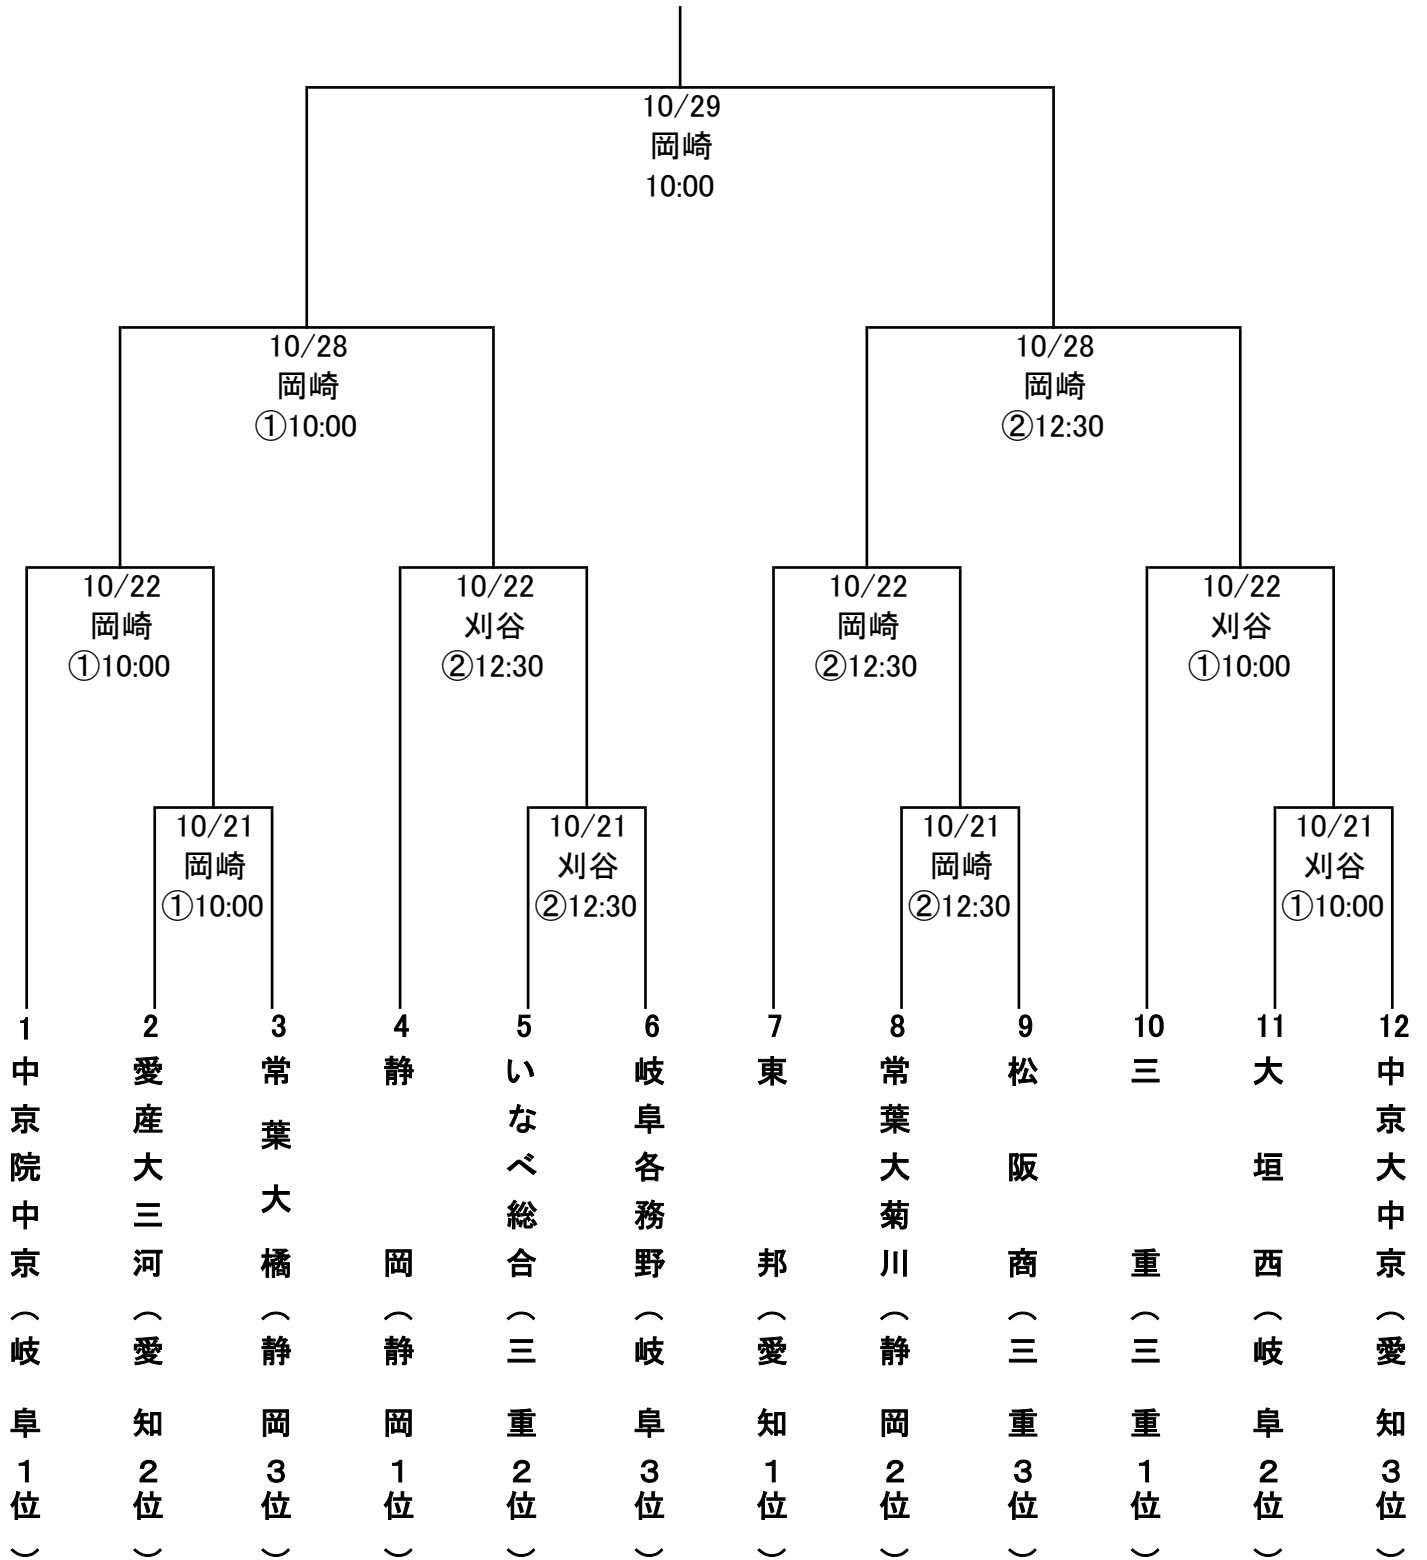 10/29
岡崎
10:00
10/28
岡崎
①10:00
10/28
岡崎
②12:30
10/22
岡崎
①10:00
10/22
刈谷
②12:30
10/22
岡崎
②12:30
10/22
刈谷
①10:00
10/21
岡崎
①10:00
10/21
刈谷
②12:30
10/21
岡崎
②12:30
10/21
刈谷
①10:00
1
中京院中京(岐阜1位)
2
愛産大三河(愛知2位)
3
常葉大橘(静岡3位)
4
静岡(静岡1位)
5
いなべ総合(三重2位)
6
岐阜各務野(岐阜3位)
7
東邦(愛知1位)
8
常葉大菊川(静岡2位)
9
松阪商(三重3位)
10
三重(三重1位)
11
大垣西(岐阜2位)
12
中京大中京(愛知3位)